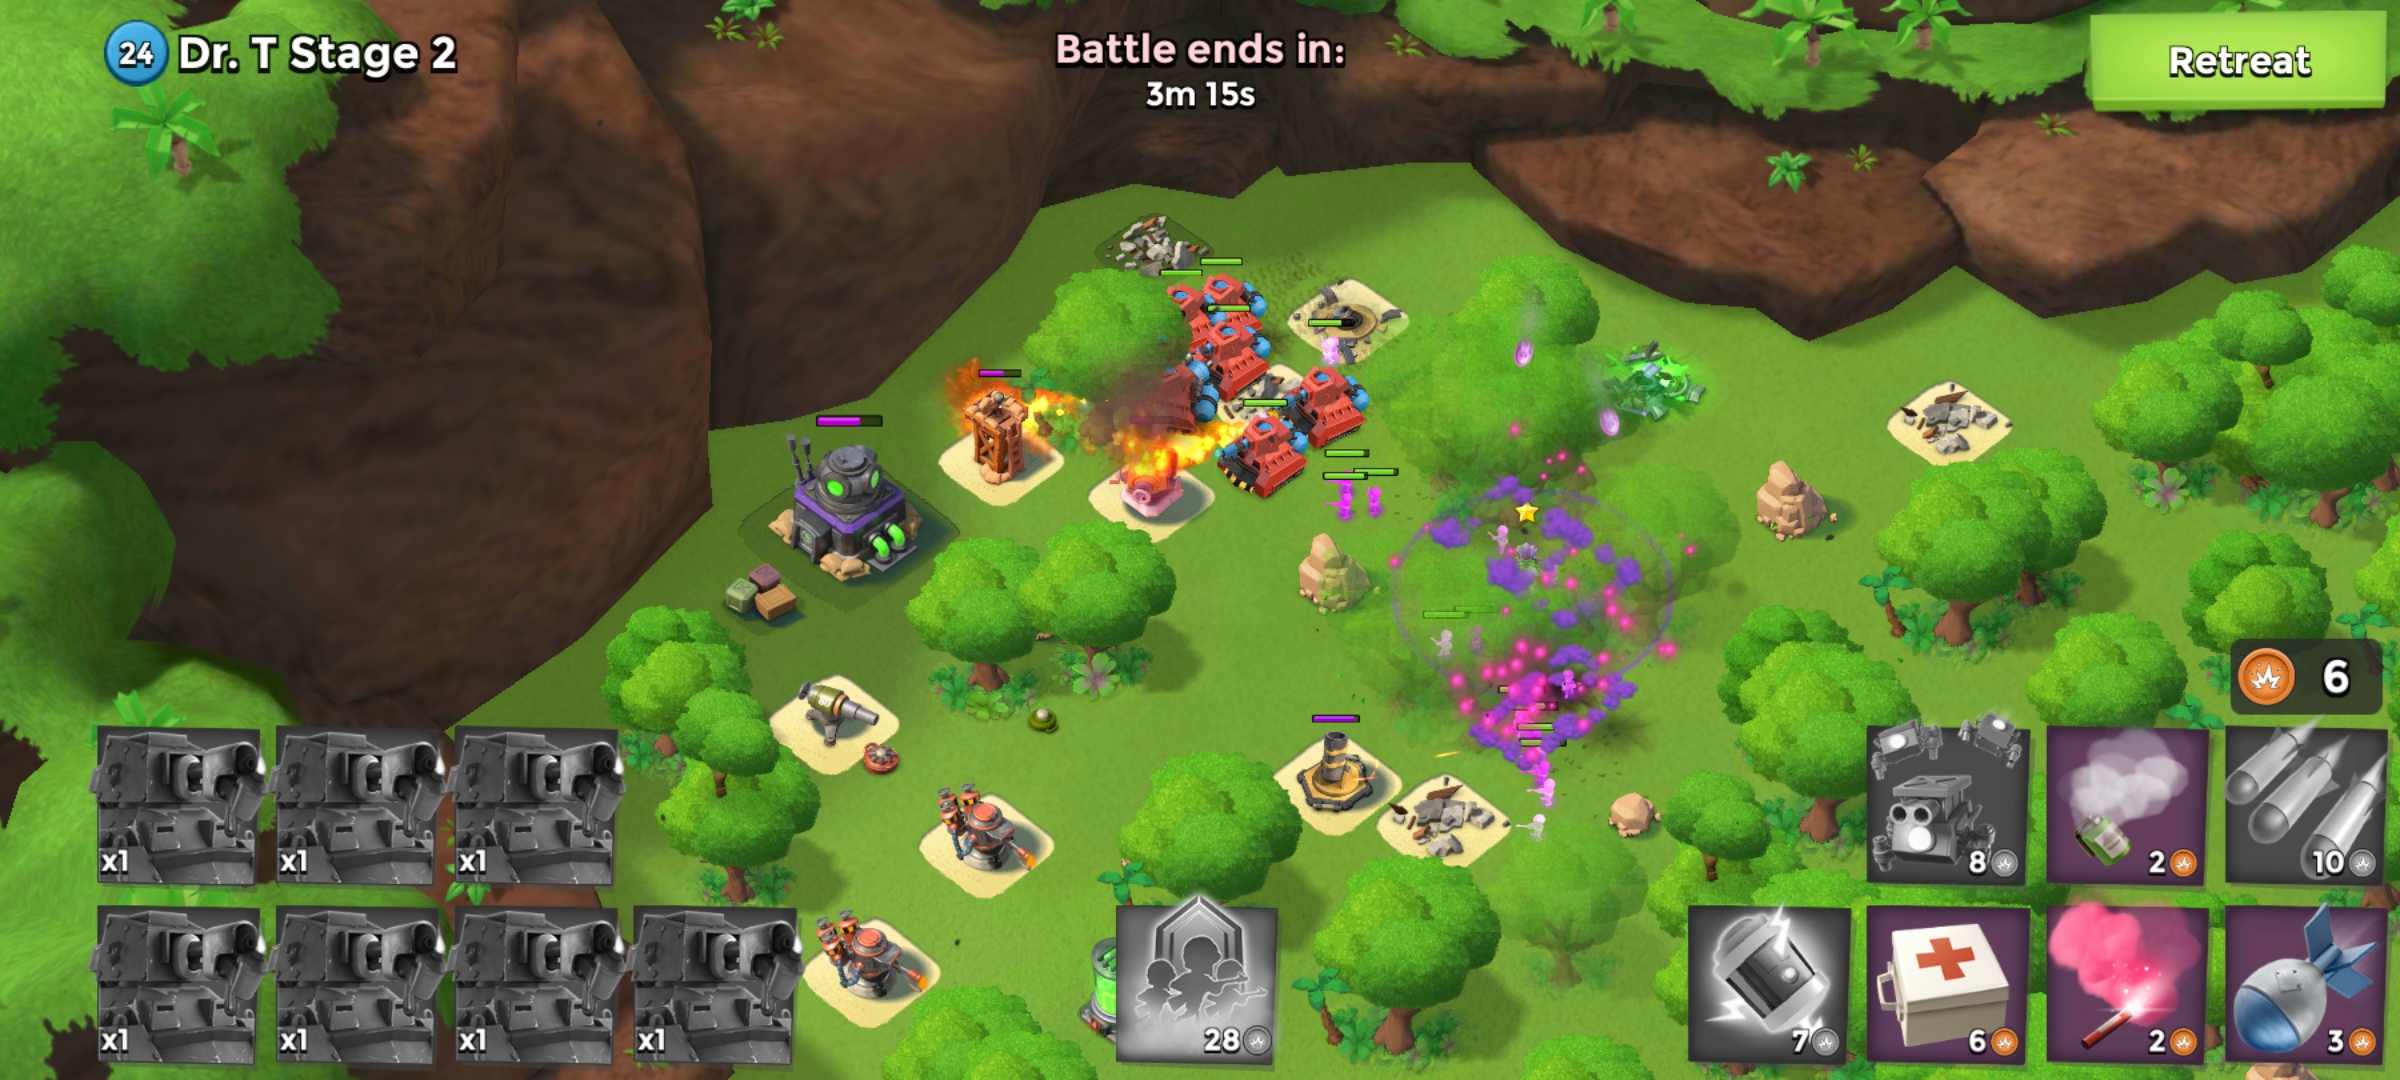 24 Dr. T Stage 2
Battle ends in:
3m 15s
Retreat
6
x1 x1 x1
8 2 10
x1 x1 x1 x1
28
7 6 2 3